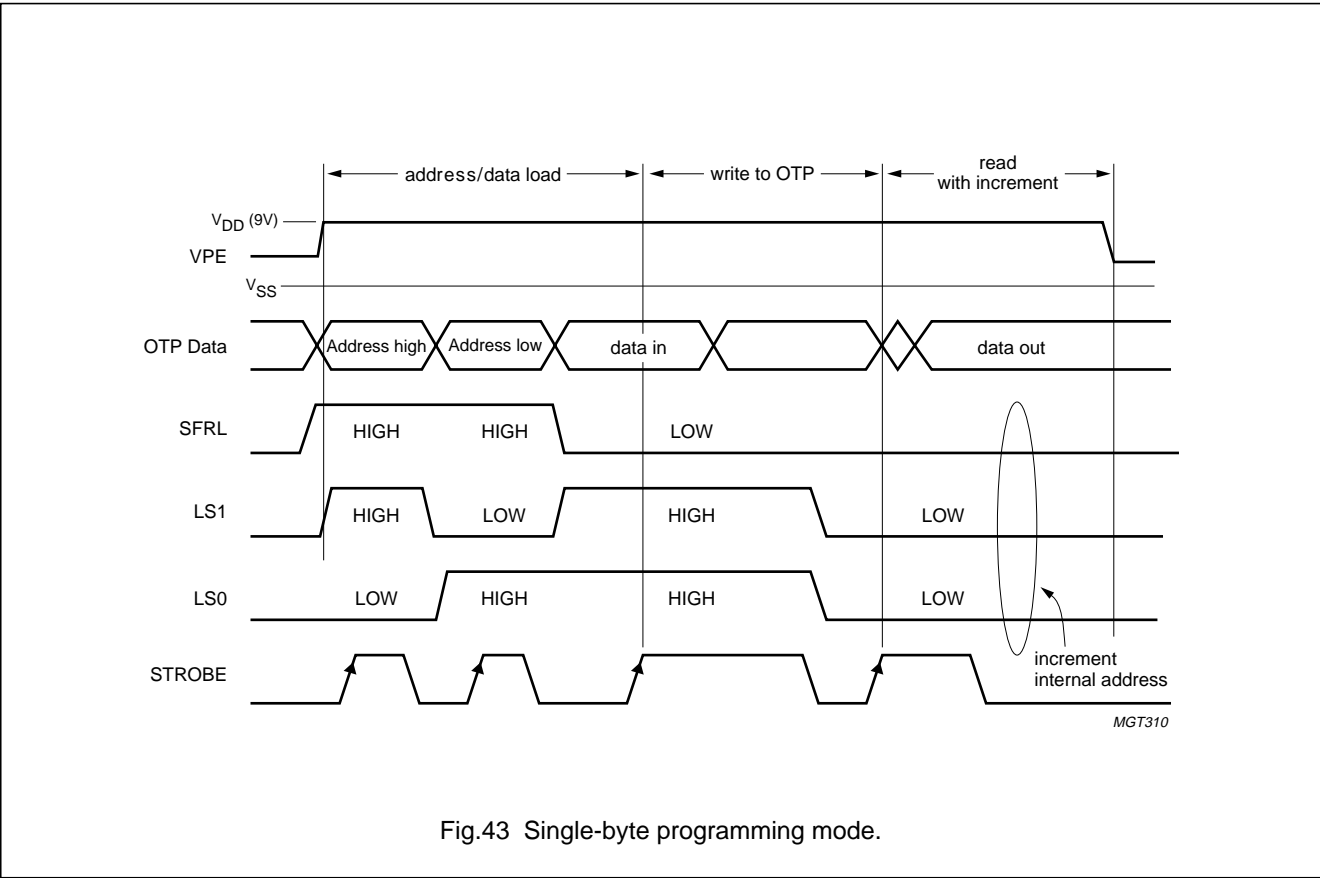 address/data load
write to OTP
read
with increment
VDD (9V)
VPE
VSS
OTP Data
Address high
Address low
data in
data out
SFRL
HIGH
HIGH
LOW
LS1
HIGH
LOW
HIGH
LOW
LS0
LOW
HIGH
HIGH
LOW
STROBE
increment
internal address
MGT310
Fig.43 Single-byte programming mode.